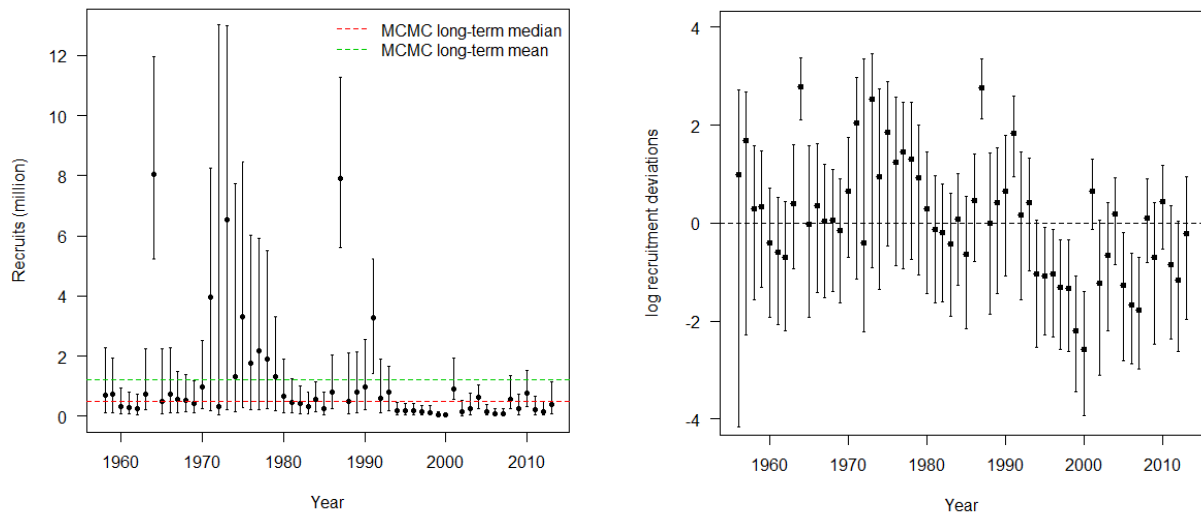 MCMC long-term median
MCMC long-term mean
Recruits (million)
12
10
8
6
4
2
0
1960 1970 1980 1990 2000 2010
Year
log recruitment deviations
4
2
0
-2
-4
1960 1970 1980 1990 2000 2010
Year